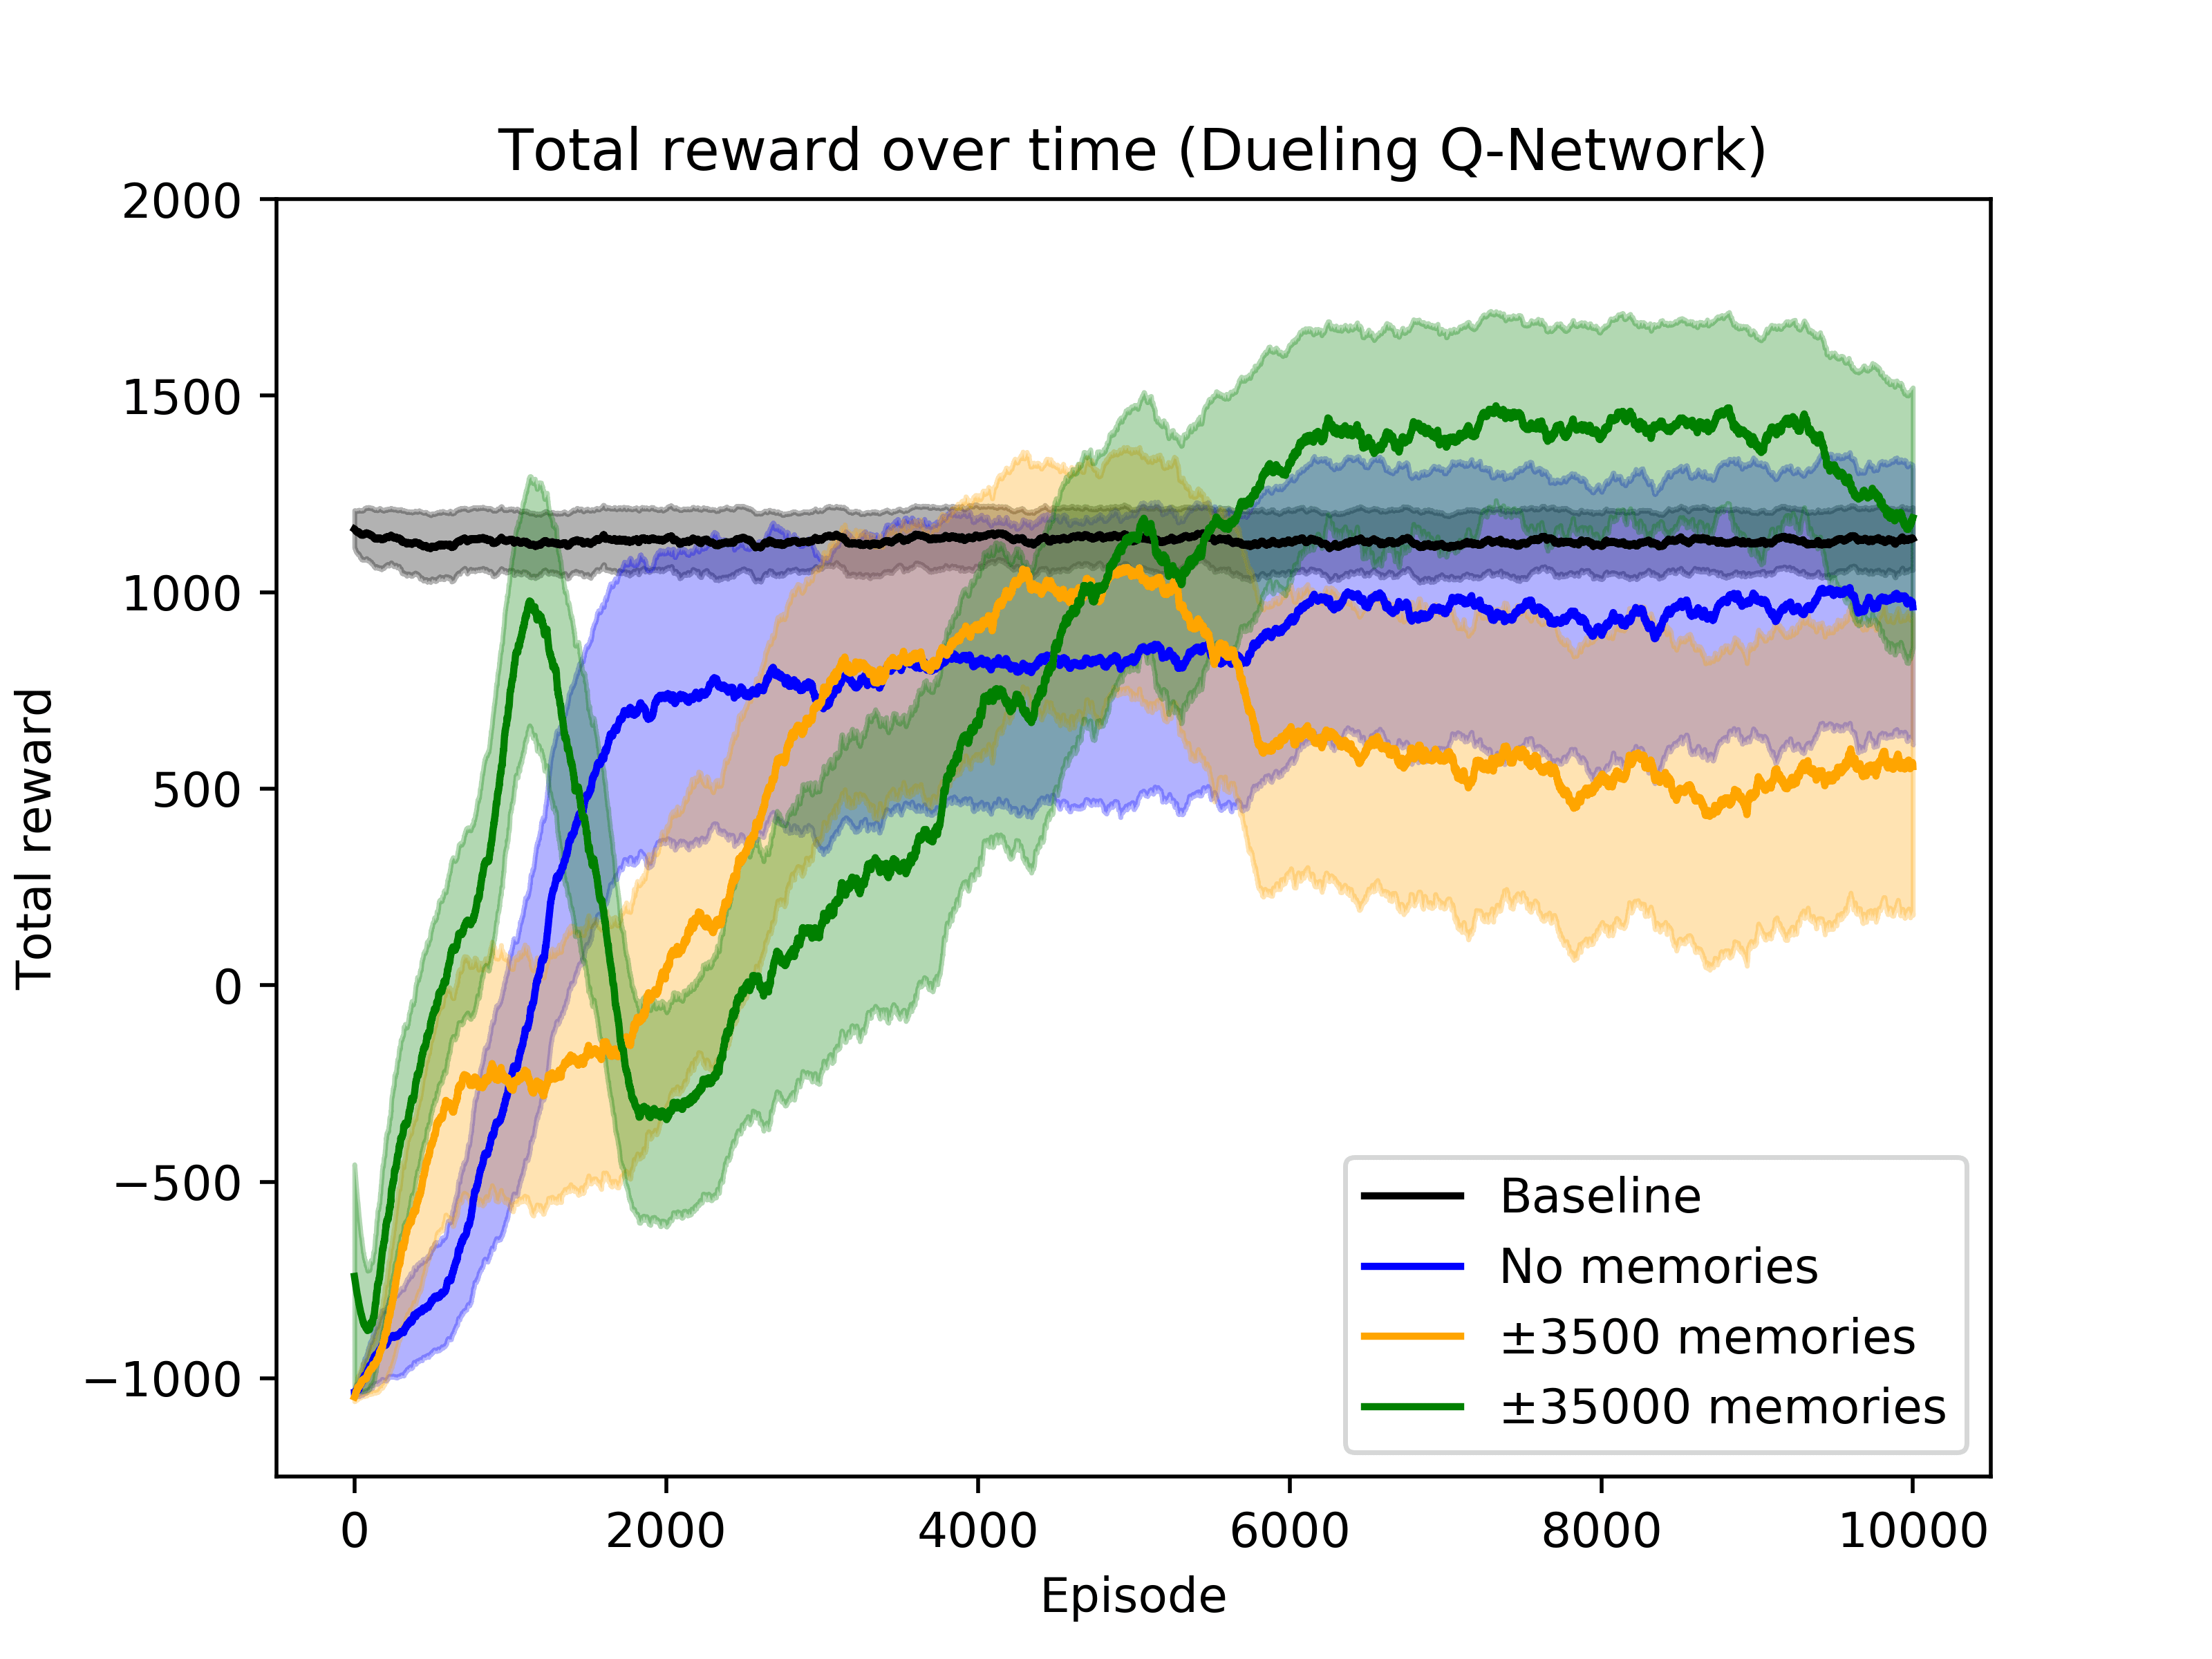 Total reward over time (Dueling Q-Network)
2000
1500
1000
500
0
−500
−1000
Total reward
0 2000 4000 6000 8000 10000
Episode
Baseline
No memories
±3500 memories
±35000 memories